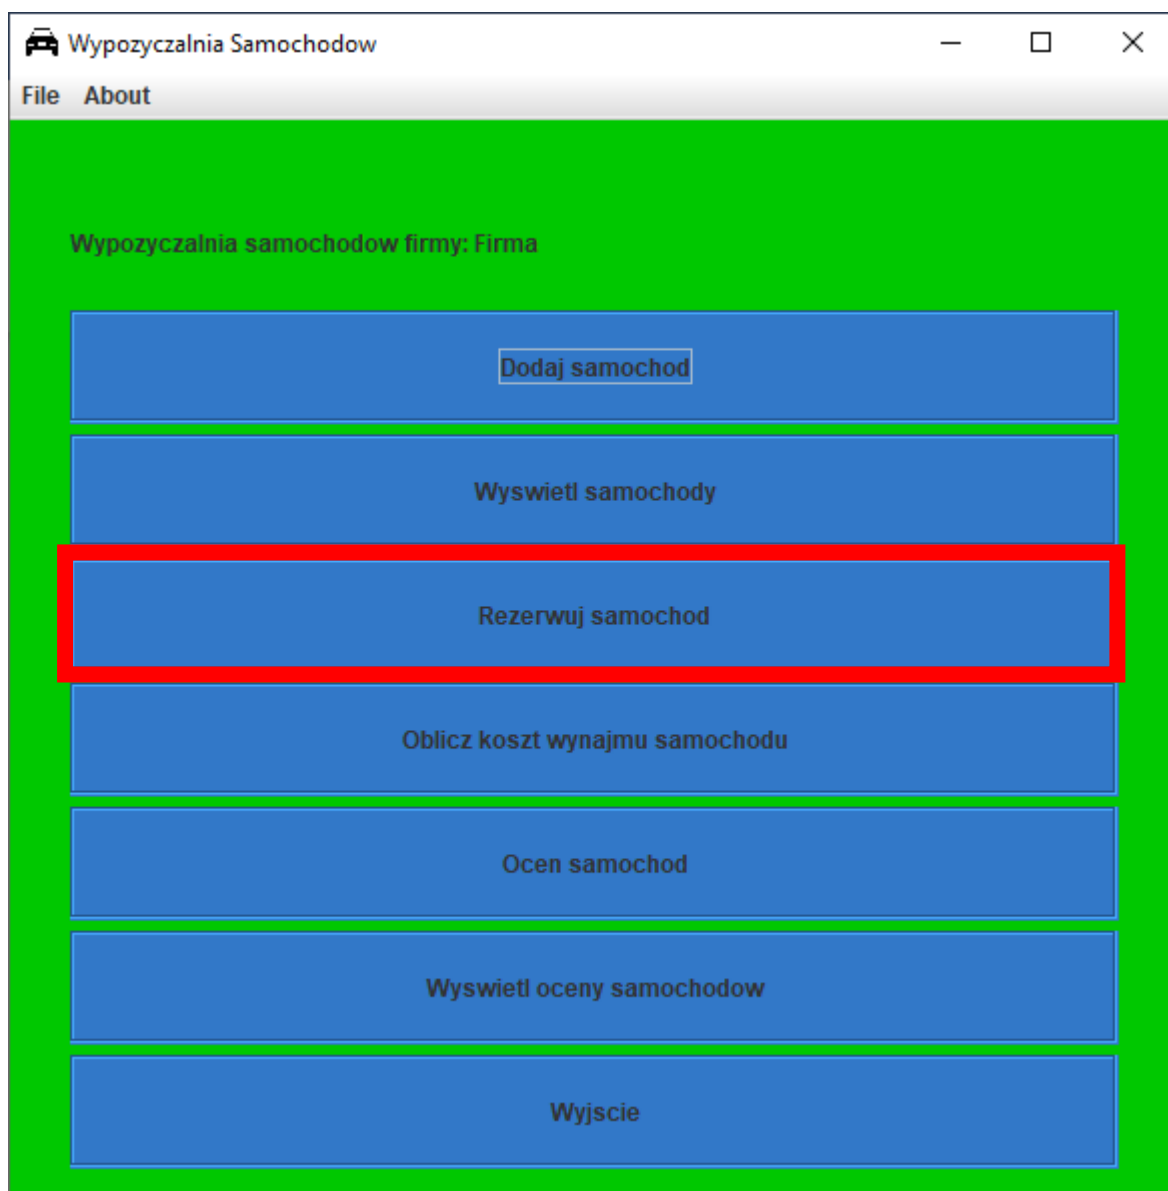 Wypozyczalnia Samochodow
File About
Wypozyczalnia samochodow firmy: Firma
Dodaj samochod
Wyswietl samochody
Rezerwuj samochod
Oblicz koszt wynajmu samochodu
Ocen samochod
Wyswietl oceny samochodow
Wyjscie